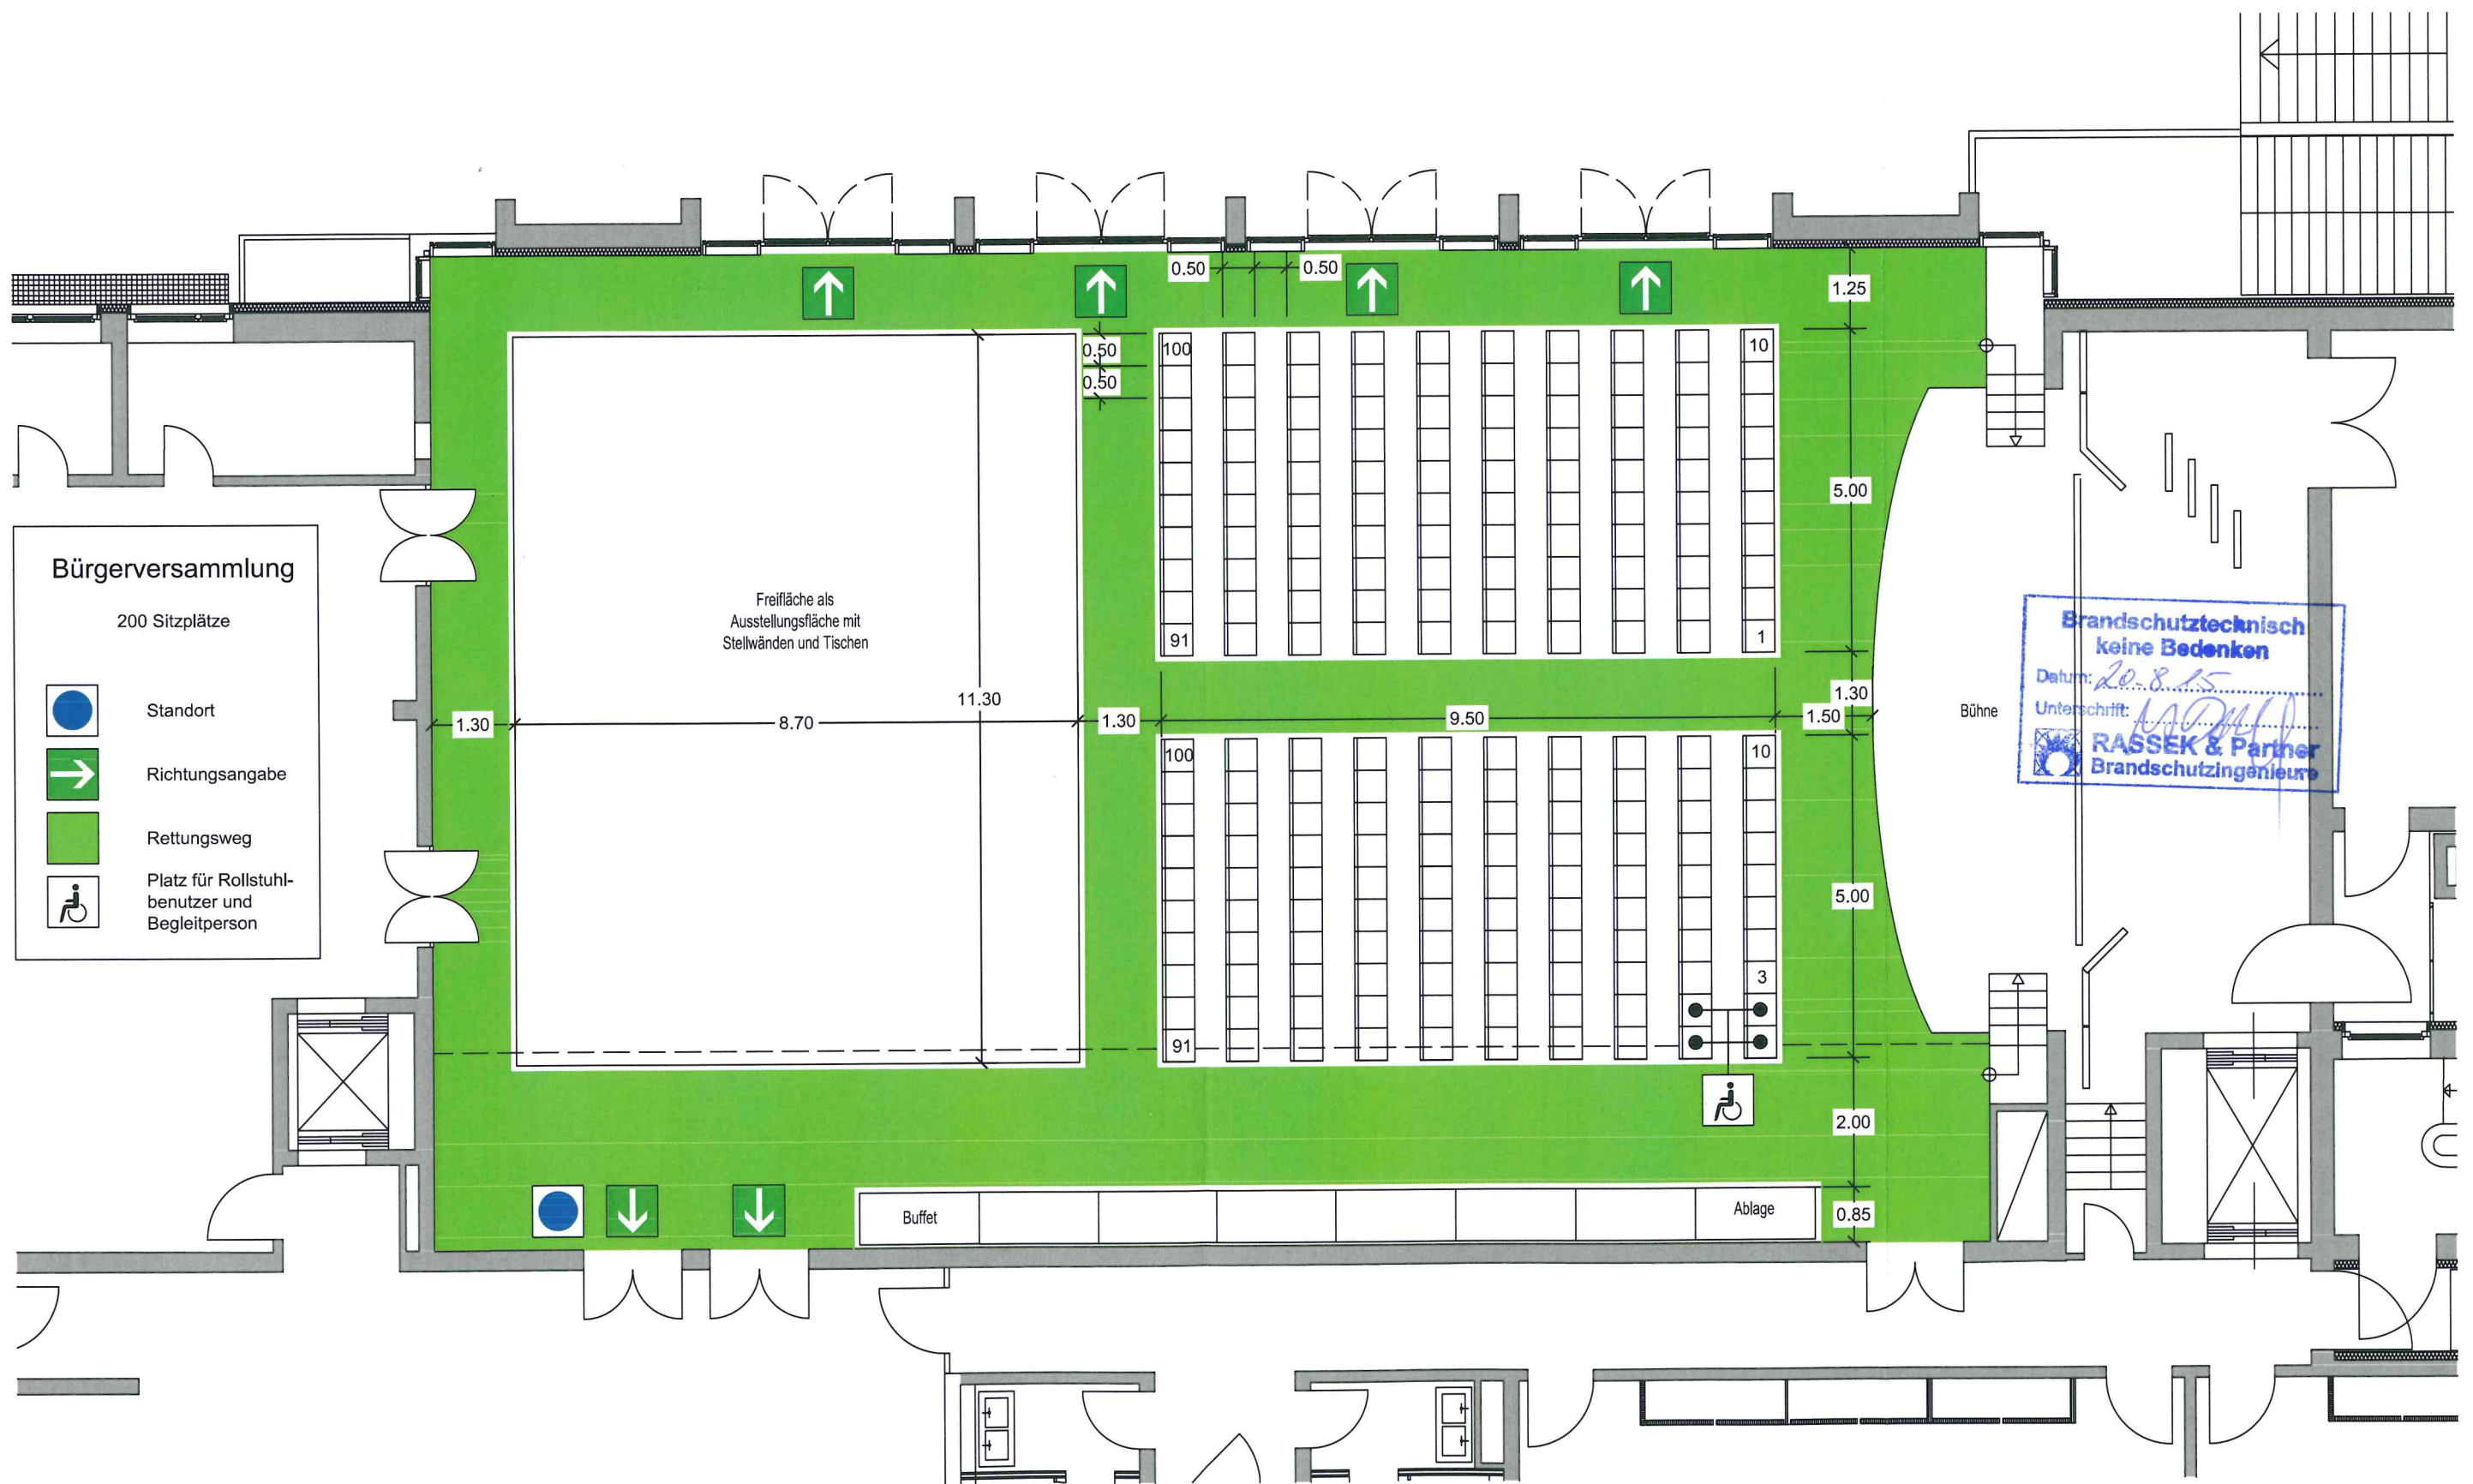 0.50
0.50
1.25
0.50
0.50
100
10
5.00
Bürgerversammlung
200 Sitzplätze
Standort
Richtungsangabe
Rettungsweg
Platz für Rollstuhl-
benutzer und
Begleitperson
Freifläche als
Ausstellungsfläche mit
Stellwänden und Tischen
91
1
11.30
1.30
8.70
1.30
9.50
1.30
1.50
Bühne
Brandschutztechnisch
keine Bedenken
Datum: 20.8.15
Unterschrift:
RASSEK & Partner
Brandschutzingenieure
100
10
5.00
3
91
2.00
Buffet
Ablage
0.85